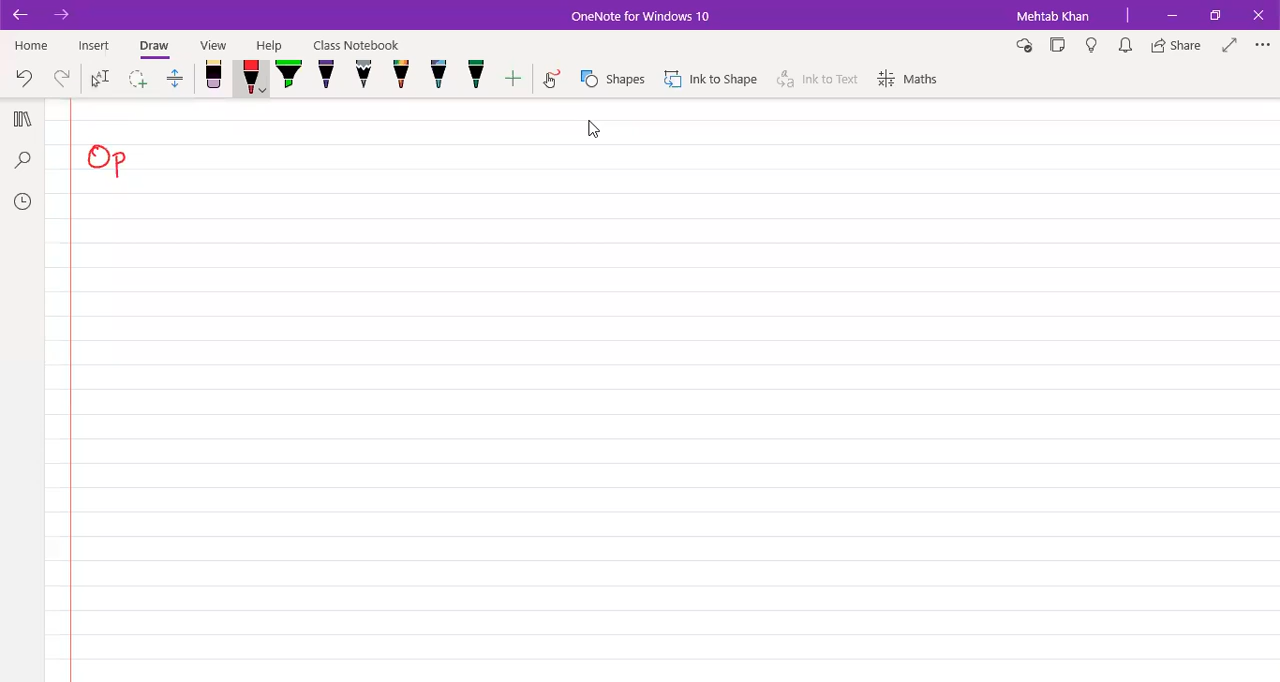 OneNote for Windows 10 Mehtab Khan
Home Insert Draw View Help Class Notebook Share
Shapes Ink to Shape Ink to Text Maths
Op